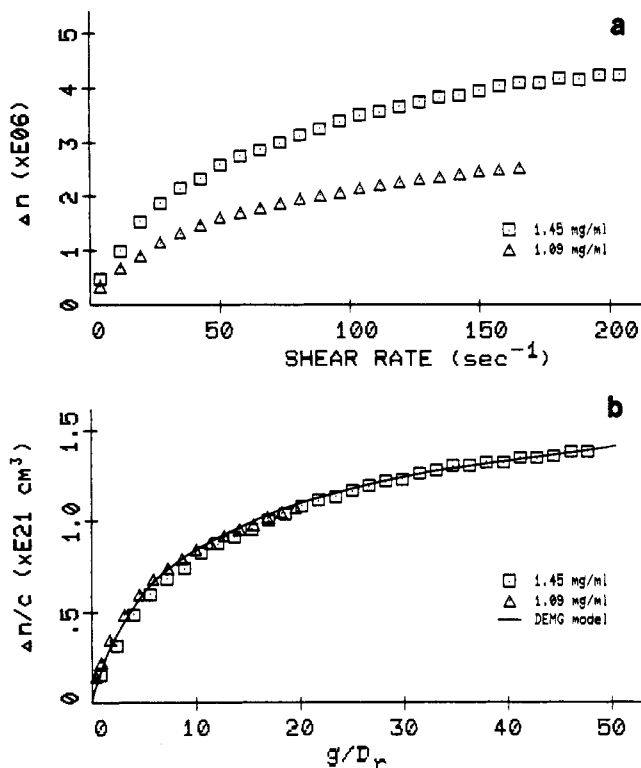 a
5
4
3
2
1
0
Δn (xE06)
□ 1.45 mg/ml
△ 1.09 mg/ml
0 50 100 150 200
SHEAR RATE (sec⁻¹)
b
1.5
1.0
.5
0
Δn/c (xE21 cm³)
□ 1.45 mg/ml
△ 1.09 mg/ml
— DEMG model
0 10 20 30 40 50
g/Dᵣ